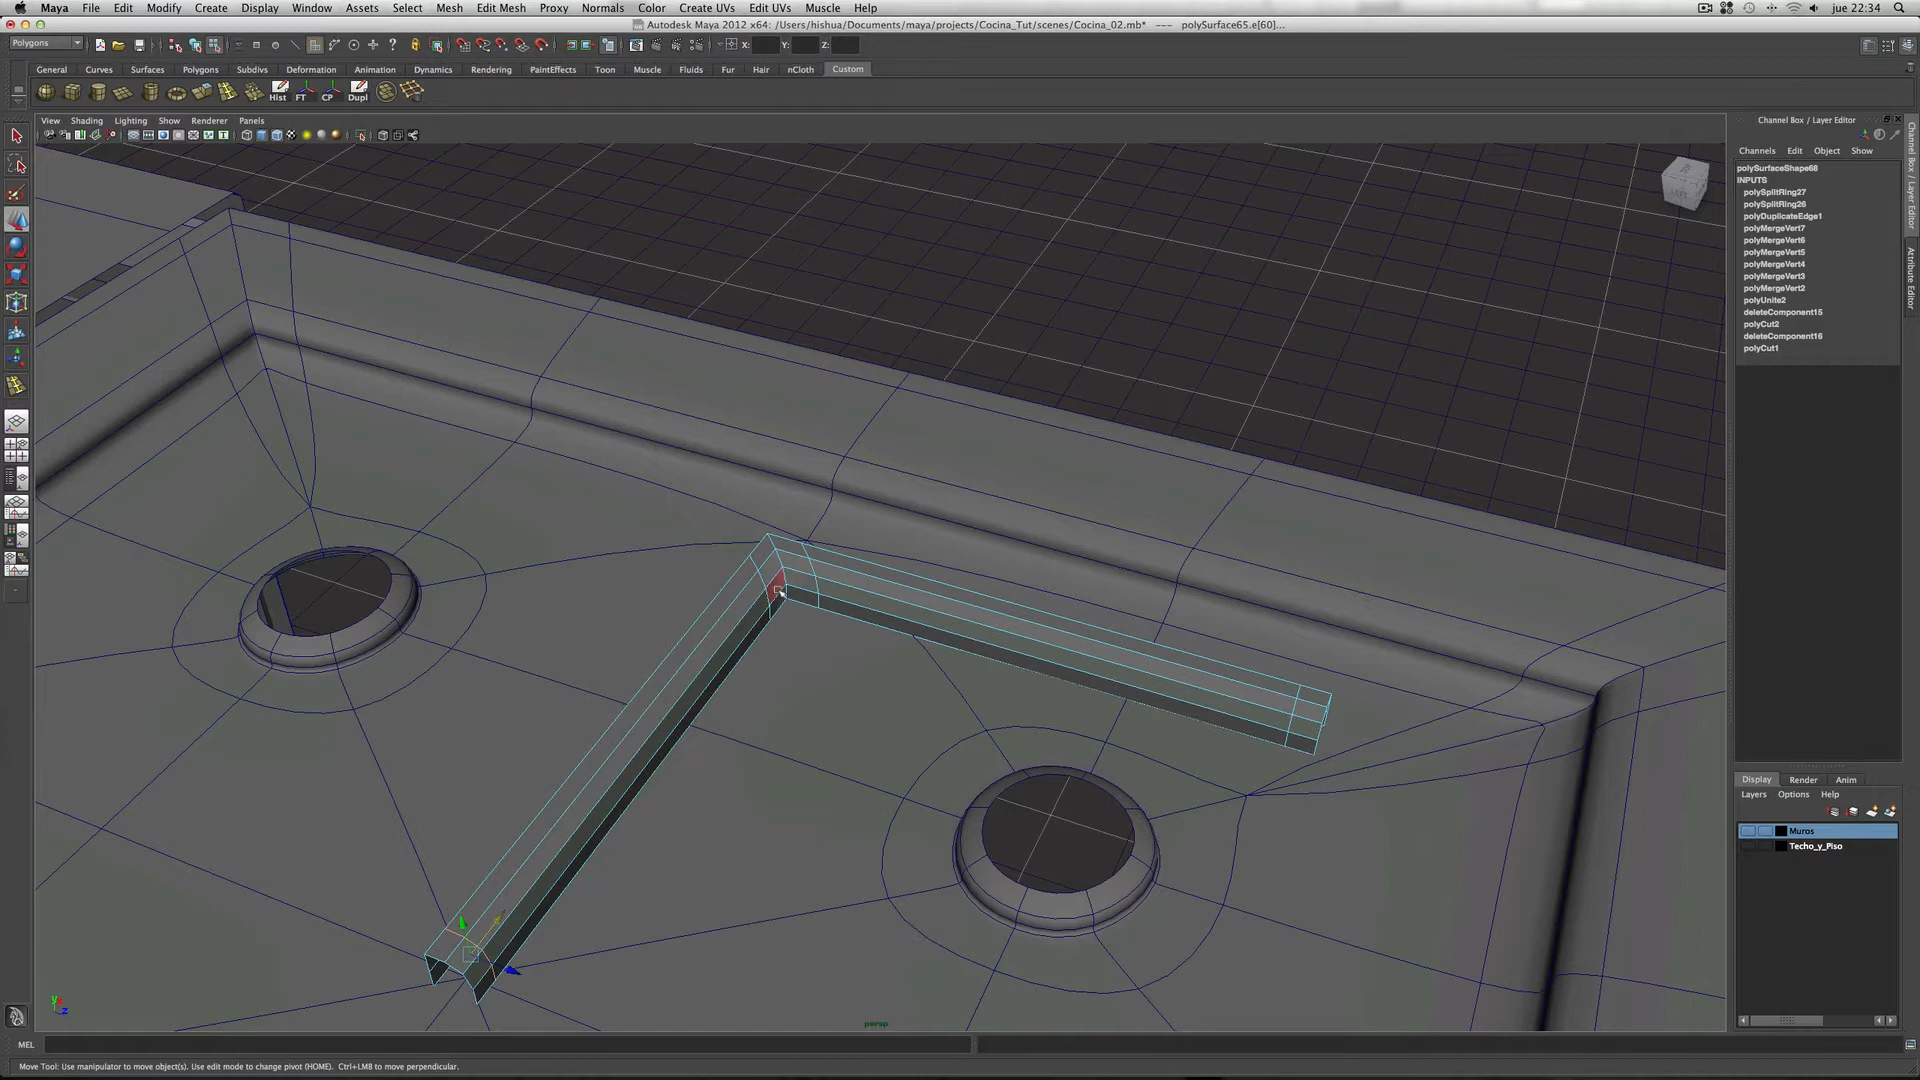 Maya File Edit Modify Create Display Window Assets Select Mesh Edit Mesh Proxy Normals Color Create UVs Edit UVs Muscle Help jue 22:34
Autodesk Maya 2012 x64: /Users/hishua/Documents/maya/projects/Cocina_Tut/scenes/Cocina_02.mb* --- polySurface65.e[60]...
Polygons X: Y: Z:
General Curves Surfaces Polygons Subdivs Deformation Animation Dynamics Rendering PaintEffects Toon Muscle Fluids Fur Hair nCloth Custom
Hist FT CP Dupl
View Shading Lighting Show Renderer Panels
Channel Box / Layer Editor
Channels Edit Object Show
polySurfaceShape68
INPUTS
polySplitRing27
polySplitRing26
polyDuplicateEdge1
polyMergeVert7
polyMergeVert6
polyMergeVert5
polyMergeVert4
polyMergeVert3
polyMergeVert2
polyUnite2
deleteComponent15
polyCut2
deleteComponent16
polyCut1
Channel Box / Layer Editor
Attribute Editor
Display Render Anim
Layers Options Help
Muros
Techo_y_Piso
persp
MEL
Move Tool: Use manipulator to move object(s). Use edit mode to change pivot (HOME). Ctrl+LMB to move perpendicular.